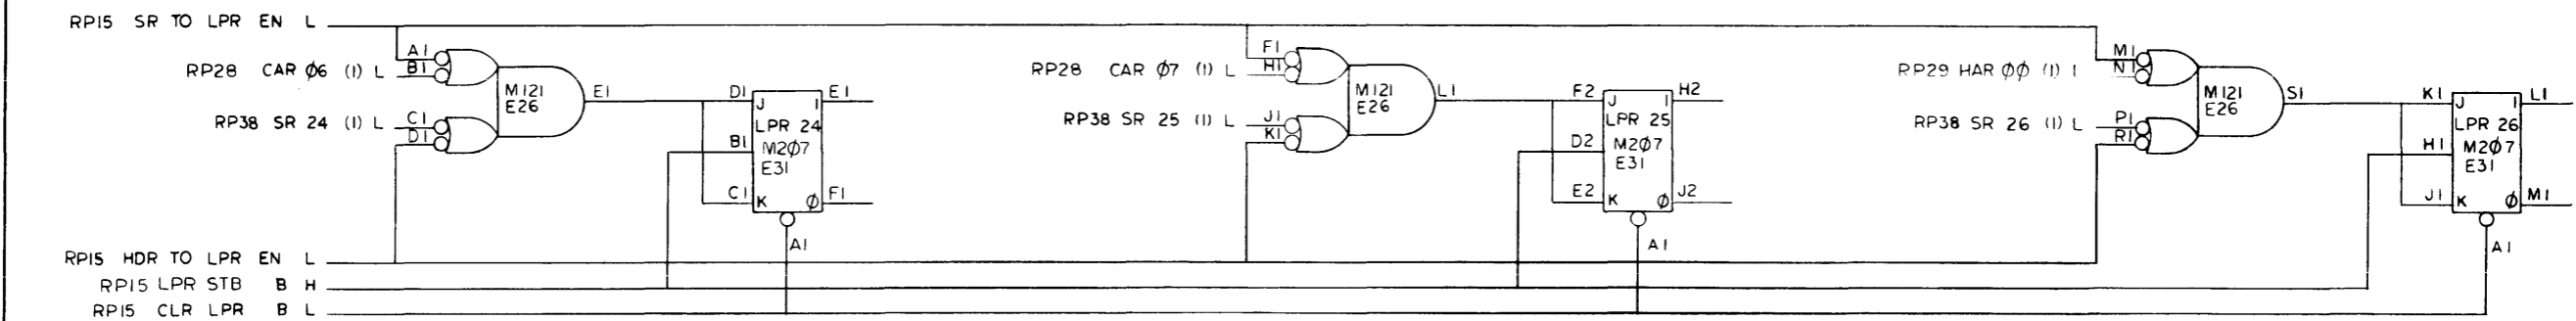 RP15 SR TO LPR EN L
A1
RP28 CAR Ø6 (1) L B1
M121
E26
E1
RP38 SR 24 (1) L C1
D1
D1 J 1 E1
LPR 24
B1 M2Ø7
E31
C1 K Ø F1
A1
F1
RP28 CAR Ø7 (1) L H1
M121
E26
L1
RP38 SR 25 (1) L J1
K1
F2 J 1 H2
LPR 25
D2 M2Ø7
E31
E2 K Ø J2
A1
M1
RP29 HAR ØØ (1) N1
M121
E26
S1
RP38 SR 26 (1) L P1
R1
K1 J 1 L1
LPR 26
H1 M2Ø7
E31
J1 K Ø M1
A1
RP15 HDR TO LPR EN L
RP15 LPR STB B H
RP15 CLR LPR B L